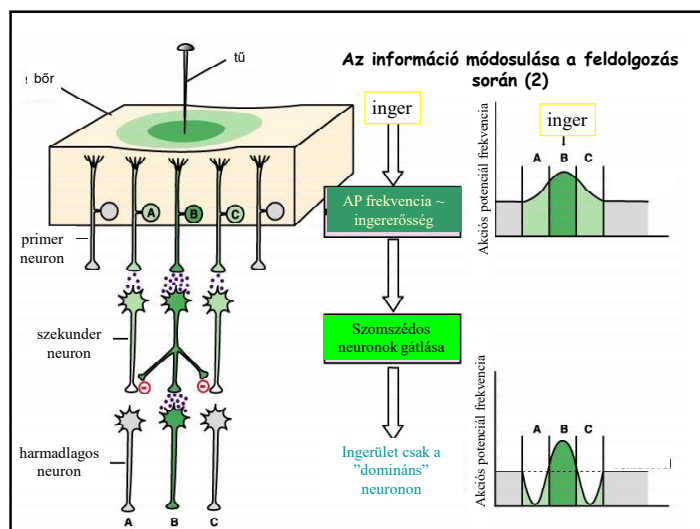 Az információ módosulása a feldolgozás
során (2)
tű
bőr
A
B
C
primer
neuron
szekunder
neuron
harmadlagos
neuron
A
B
C
inger
AP frekvencia ~
ingererősség
Szomszédos
neuronok gátlása
Ingerület csak a
”domináns”
neuronon
inger
A
B
C
Akciós potenciál frekvencia
A
B
C
Akciós potenciál frekvencia